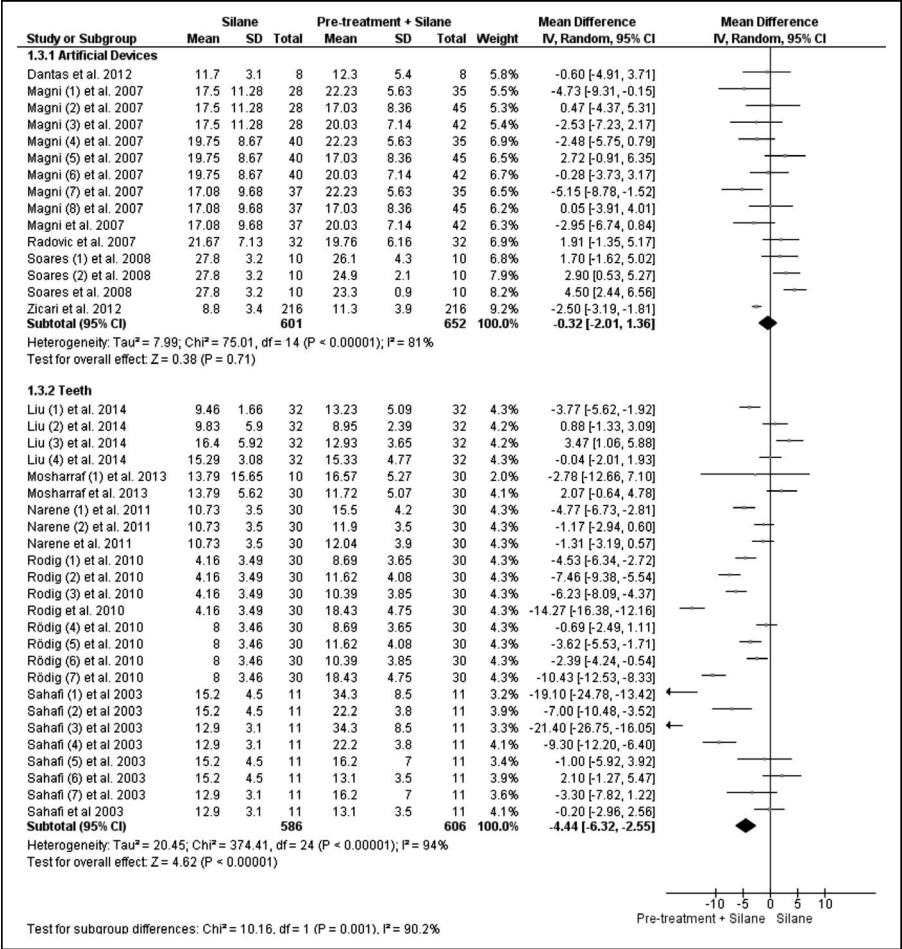 Silane Pre-treatment + Silane Mean Difference Mean Difference
Study or Subgroup Mean SD Total Mean SD Total Weight IV, Random, 95% CI IV, Random, 95% CI
1.3.1 Artificial Devices
Dantas et al. 2012 11.7 3.1 8 12.3 5.4 8 5.8% -0.60 [-4.91, 3.71]
Magni (1) et al. 2007 17.5 11.28 28 22.23 5.63 35 5.5% -4.73 [-9.31, -0.15]
Magni (2) et al. 2007 17.5 11.28 28 17.03 8.36 45 5.2% 0.47 [-4.37, 5.31]
Magni (3) et al. 2007 17.5 11.28 28 20.03 7.14 42 5.4% -2.53 [-7.23, 2.17]
Magni (4) et al. 2007 19.75 8.67 40 22.23 5.63 35 6.9% -2.48 [-5.75, 0.79]
Magni (5) et al. 2007 19.75 8.67 40 17.03 8.36 45 6.5% 2.72 [-0.91, 6.35]
Magni (6) et al. 2007 19.75 8.67 40 20.03 7.14 42 6.7% -0.28 [-3.73, 3.17]
Magni (7) et al. 2007 17.08 9.68 37 22.23 5.63 35 6.5% -5.15 [-8.78, -1.52]
Magni (8) et al. 2007 17.08 9.68 37 17.03 8.36 45 6.2% 0.05 [-3.91, 4.01]
Magni et al. 2007 17.08 9.68 37 20.03 7.14 42 6.3% -2.95 [-6.74, 0.84]
Radovic et al. 2007 21.67 7.13 32 19.76 6.16 32 6.9% 1.91 [-1.35, 5.17]
Soares (1) et al. 2008 27.8 3.2 10 26.1 4.3 10 6.8% 1.70 [-1.62, 5.02]
Soares (2) et al. 2008 27.8 3.2 10 24.9 2.1 10 7.9% 2.90 [0.53, 5.27]
Soares et al. 2008 27.8 3.2 10 23.3 0.9 10 8.2% 4.50 [2.44, 6.56]
Zicari et al. 2012 8.8 3.4 216 11.3 3.9 216 9.2% -2.50 [-3.19, -1.81]
Subtotal (95% CI) 601 652 100.0% -0.32 [-2.01, 1.36]
Heterogeneity: Tau² = 7.99; Chi² = 75.01, df = 14 (P < 0.00001); I² = 81%
Test for overall effect: Z = 0.38 (P = 0.71)
1.3.2 Teeth
Liu (1) et al. 2014 9.46 1.66 32 13.23 5.09 32 4.3% -3.77 [-5.62, -1.92]
Liu (2) et al. 2014 9.83 5.9 32 8.95 2.39 32 4.2% 0.88 [-1.33, 3.09]
Liu (3) et al. 2014 16.4 5.92 32 12.93 3.65 32 4.2% 3.47 [1.06, 5.88]
Liu (4) et al. 2014 15.29 3.08 32 15.33 4.77 32 4.3% -0.04 [-2.01, 1.93]
Mosharraf (1) et al. 2013 13.79 15.65 10 16.57 5.27 30 2.0% -2.78 [-12.66, 7.10]
Mosharraf et al. 2013 13.79 5.62 30 11.72 5.07 30 4.1% 2.07 [-0.64, 4.78]
Narene (1) et al. 2011 10.73 3.5 30 15.5 4.2 30 4.3% -4.77 [-6.73, -2.81]
Narene (2) et al. 2011 10.73 3.5 30 11.9 3.5 30 4.3% -1.17 [-2.94, 0.60]
Narene et al. 2011 10.73 3.5 30 12.04 3.9 30 4.3% -1.31 [-3.19, 0.57]
Rodig (1) et al. 2010 4.16 3.49 30 8.69 3.65 30 4.3% -4.53 [-6.34, -2.72]
Rodig (2) et al. 2010 4.16 3.49 30 11.62 4.08 30 4.3% -7.46 [-9.38, -5.54]
Rodig (3) et al. 2010 4.16 3.49 30 10.39 3.85 30 4.3% -6.23 [-8.09, -4.37]
Rodig et al. 2010 4.16 3.49 30 18.43 4.75 30 4.3% -14.27 [-16.38, -12.16]
Rödig (4) et al. 2010 8 3.46 30 8.69 3.65 30 4.3% -0.69 [-2.49, 1.11]
Rödig (5) et al. 2010 8 3.46 30 11.62 4.08 30 4.3% -3.62 [-5.53, -1.71]
Rödig (6) et al. 2010 8 3.46 30 10.39 3.85 30 4.3% -2.39 [-4.24, -0.54]
Rödig (7) et al. 2010 8 3.46 30 18.43 4.75 30 4.3% -10.43 [-12.53, -8.33]
Sahafi (1) et al 2003 15.2 4.5 11 34.3 8.5 11 3.2% -19.10 [-24.78, -13.42]
Sahafi (2) et al 2003 15.2 4.5 11 22.2 3.8 11 3.9% -7.00 [-10.48, -3.52]
Sahafi (3) et al 2003 12.9 3.1 11 34.3 8.5 11 3.3% -21.40 [-26.75, -16.05]
Sahafi (4) et al 2003 12.9 3.1 11 22.2 3.8 11 4.1% -9.30 [-12.20, -6.40]
Sahafi (5) et al. 2003 15.2 4.5 11 16.2 7 11 3.4% -1.00 [-5.92, 3.92]
Sahafi (6) et al. 2003 15.2 4.5 11 13.1 3.5 11 3.9% 2.10 [-1.27, 5.47]
Sahafi (7) et al. 2003 12.9 3.1 11 16.2 7 11 3.6% -3.30 [-7.82, 1.22]
Sahafi et al 2003 12.9 3.1 11 13.1 3.5 11 4.1% -0.20 [-2.96, 2.56]
Subtotal (95% CI) 586 606 100.0% -4.44 [-6.32, -2.55]
Heterogeneity: Tau² = 20.45; Chi² = 374.41, df = 24 (P < 0.00001); I² = 94%
Test for overall effect: Z = 4.62 (P < 0.00001)
-10 -5 0 5 10
Pre-treatment + Silane Silane
Test for subgroup differences: Chi² = 10.16, df = 1 (P = 0.001), I² = 90.2%